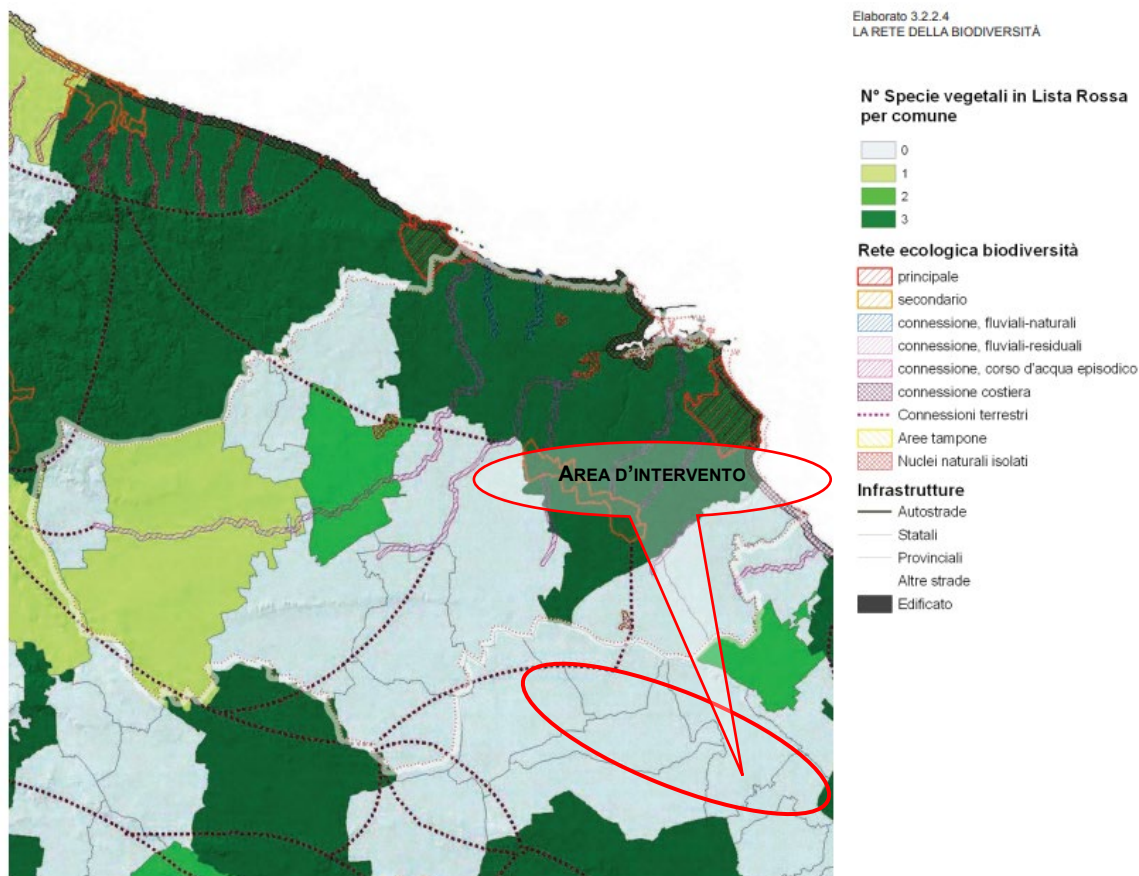 Elaborato 3.2.2.4
LA RETE DELLA BIODIVERSITÀ
N° Specie vegetali in Lista Rossa
per comune
0
1
2
3
Rete ecologica biodiversità
principale
secondario
connessione, fluviali-naturali
connessione, fluviali-residuali
connessione, corso d'acqua episodico
connessione costiera
Connessioni terrestri
Aree tampone
Nuclei naturali isolati
Infrastrutture
Autostrade
Statali
Provinciali
Altre strade
Edificato
AREA D'INTERVENTO